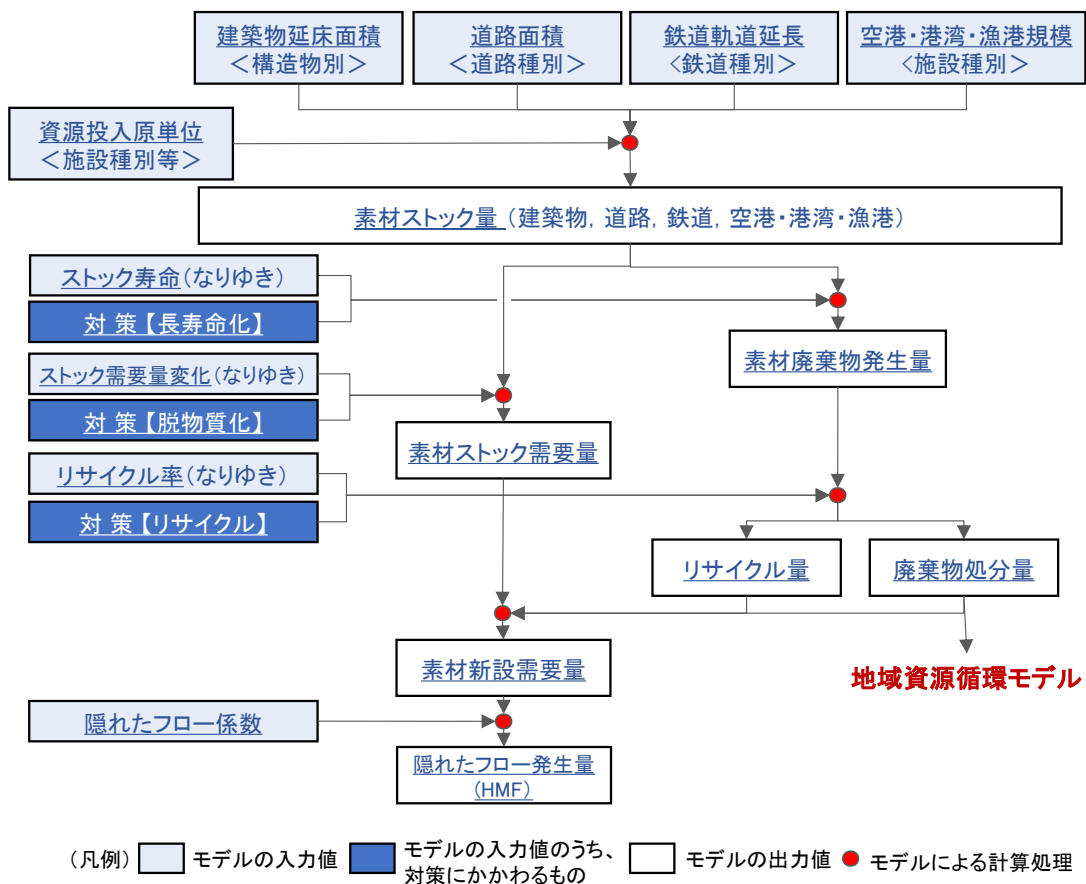 建築物延床面積
＜構造物別＞
道路面積
＜道路種別＞
鉄道軌道延長
＜鉄道種別＞
空港・港湾・漁港規模
＜施設種別＞
資源投入原単位
＜施設種別等＞
素材ストック量（建築物，道路，鉄道，空港・港湾・漁港）
ストック寿命(なりゆき)
対 策【長寿命化】
素材廃棄物発生量
ストック需要量変化(なりゆき)
対 策【脱物質化】
素材ストック需要量
リサイクル率(なりゆき)
対 策【リサイクル】
リサイクル量
廃棄物処分量
素材新設需要量
地域資源循環モデル
隠れたフロー係数
隠れたフロー発生量
(HMF)
（凡例）
モデルの入力値
モデルの入力値のうち、
対策にかかわるもの
モデルの出力値
モデルによる計算処理